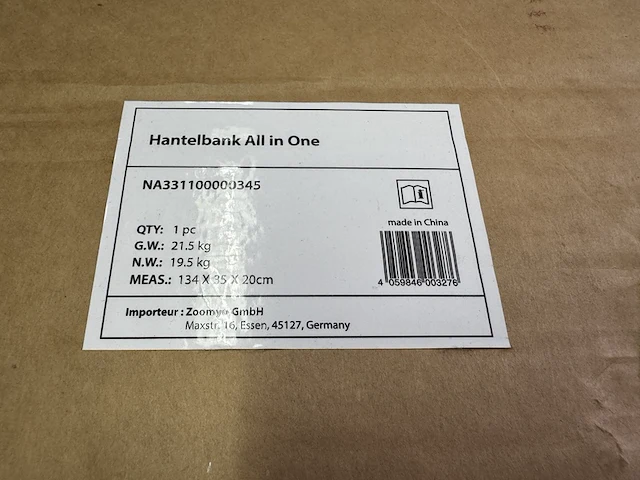 Hantelbank All in One
NA331100000345
QTY: 1 pc
G.W.: 21.5 kg
N.W.: 19.5 kg
MEAS.: 134 X 35 X 20cm
made in China
4 059846 003276
Importeur : Zoomyo GmbH
Maxstr. 16, Essen, 45127, Germany